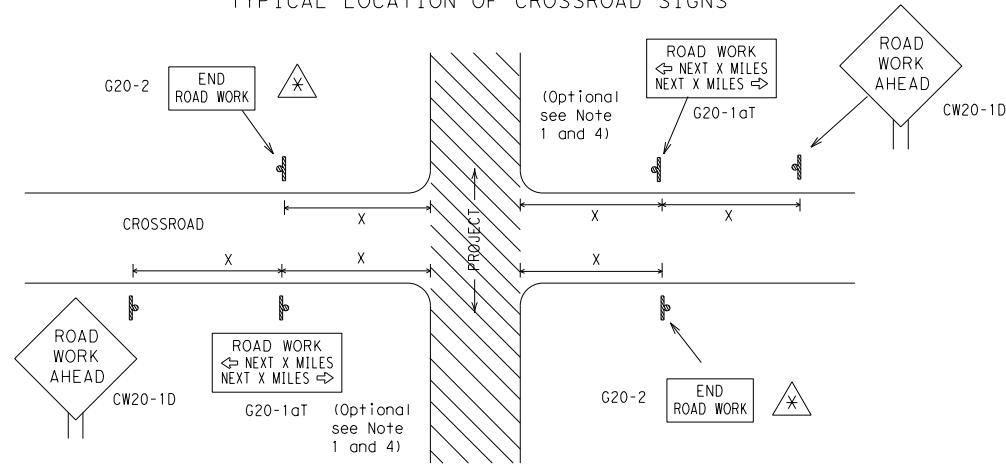 TYPICAL LOCATION OF CROSSROAD SIGNS
G20-2
END
ROAD WORK
*
(Optional
see Note
1 and 4)
ROAD WORK
⇦ NEXT X MILES
NEXT X MILES ⇨
G20-1aT
ROAD
WORK
AHEAD
CW20-1D
X
X
X
CROSSROAD
PROJECT
X
X
X
ROAD
WORK
AHEAD
CW20-1D
ROAD WORK
⇦ NEXT X MILES
NEXT X MILES ⇨
G20-1aT
(Optional
see Note
1 and 4)
G20-2
END
ROAD WORK
*